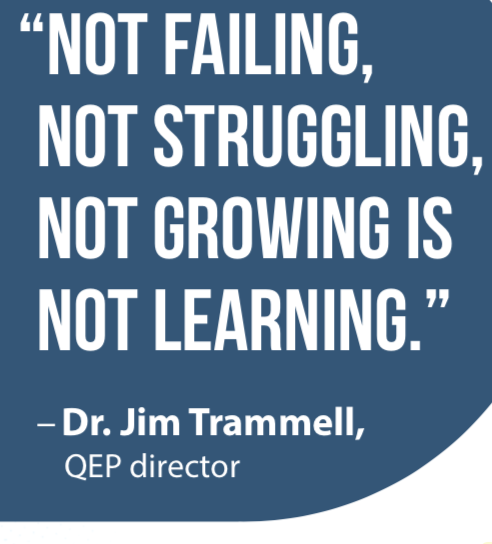 “NOT FAILING,
NOT STRUGGLING,
NOT GROWING IS
NOT LEARNING.”
– Dr. Jim Trammell,
QEP director